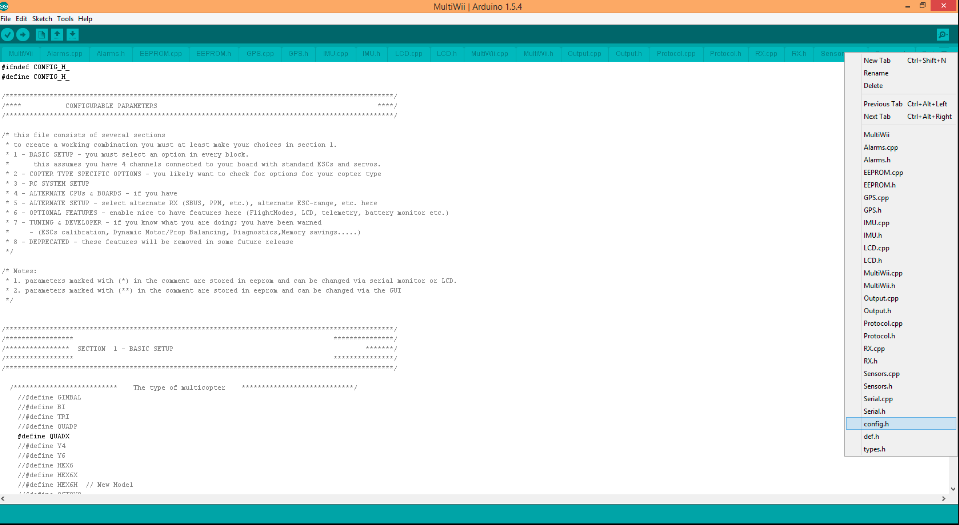 MultiWii | Arduino 1.5.4
File Edit Sketch Tools Help
MultiWii Alarms.cpp Alarms.h EEPROM.cpp EEPROM.h GPS.cpp GPS.h IMU.cpp IMU.h LCD.cpp LCD.h MultiWii.cpp MultiWii.h Output.cpp Output.h Protocol.cpp Protocol.h RX.cpp RX.h Sensors
#ifndef CONFIG_H_
#define CONFIG_H_
/*************************************************************************************************/
/**** CONFIGURABLE PARAMETERS ****/
/*************************************************************************************************/
/* this file consists of several sections
* to create a working combination you must at least make your choices in section 1.
* 1 - BASIC SETUP - you must select an option in every block.
* this assumes you have 4 channels connected to your board with standard ESCs and servos.
* 2 - COPTER TYPE SPECIFIC OPTIONS - you likely want to check for options for your copter type
* 3 - RC SYSTEM SETUP
* 4 - ALTERNATE CPUs & BOARDS - if you have
* 5 - ALTERNATE SETUP - select alternate RX (SBUS, PPM, etc.), alternate ESC-range, etc. here
* 6 - OPTIONAL FEATURES - enable nice to have features here (FlightModes, LCD, telemetry, battery monitor etc.)
* 7 - TUNING & DEVELOPER - if you know what you are doing; you have been warned
* - (ESCs calibration, Dynamic Motor/Prop Balancing, Diagnostics,Memory savings.....)
* 8 - DEPRECATED - these features will be removed in some future release
*/
/* Notes:
* 1. parameters marked with (*) in the comment are stored in eeprom and can be changed via serial monitor or LCD.
* 2. parameters marked with (**) in the comment are stored in eeprom and can be changed via the GUI
*/
/*************************************************************************************************/
/***************** ***************/
/**************** SECTION 1 - BASIC SETUP *******/
/***************** ***************/
/*************************************************************************************************/
/************************** The type of multicopter ****************************/
//#define GIMBAL
//#define BI
//#define TRI
//#define QUADP
#define QUADX
//#define Y4
//#define Y6
//#define HEX6
//#define HEX6X
//#define HEX6H // New Model
New Tab Ctrl+Shift+N
Rename
Delete
Previous Tab Ctrl+Alt+Left
Next Tab Ctrl+Alt+Right
MultiWii
Alarms.cpp
Alarms.h
EEPROM.cpp
EEPROM.h
GPS.cpp
GPS.h
IMU.cpp
IMU.h
LCD.cpp
LCD.h
MultiWii.cpp
MultiWii.h
Output.cpp
Output.h
Protocol.cpp
Protocol.h
RX.cpp
RX.h
Sensors.cpp
Sensors.h
Serial.cpp
Serial.h
config.h
def.h
types.h